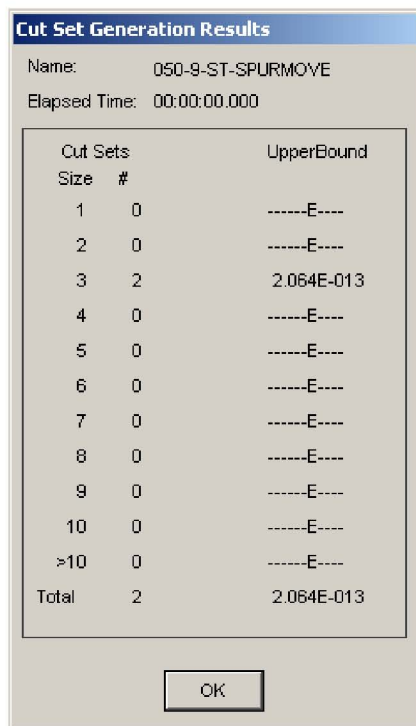 Cut Set Generation Results
Name: 050-9-ST-SPURMOVE
Elapsed Time: 00:00:00.000
Cut Sets UpperBound
Size #
1 0 ------E----
2 0 ------E----
3 2 2.064E-013
4 0 ------E----
5 0 ------E----
6 0 ------E----
7 0 ------E----
8 0 ------E----
9 0 ------E----
10 0 ------E----
>10 0 ------E----
Total 2 2.064E-013
OK